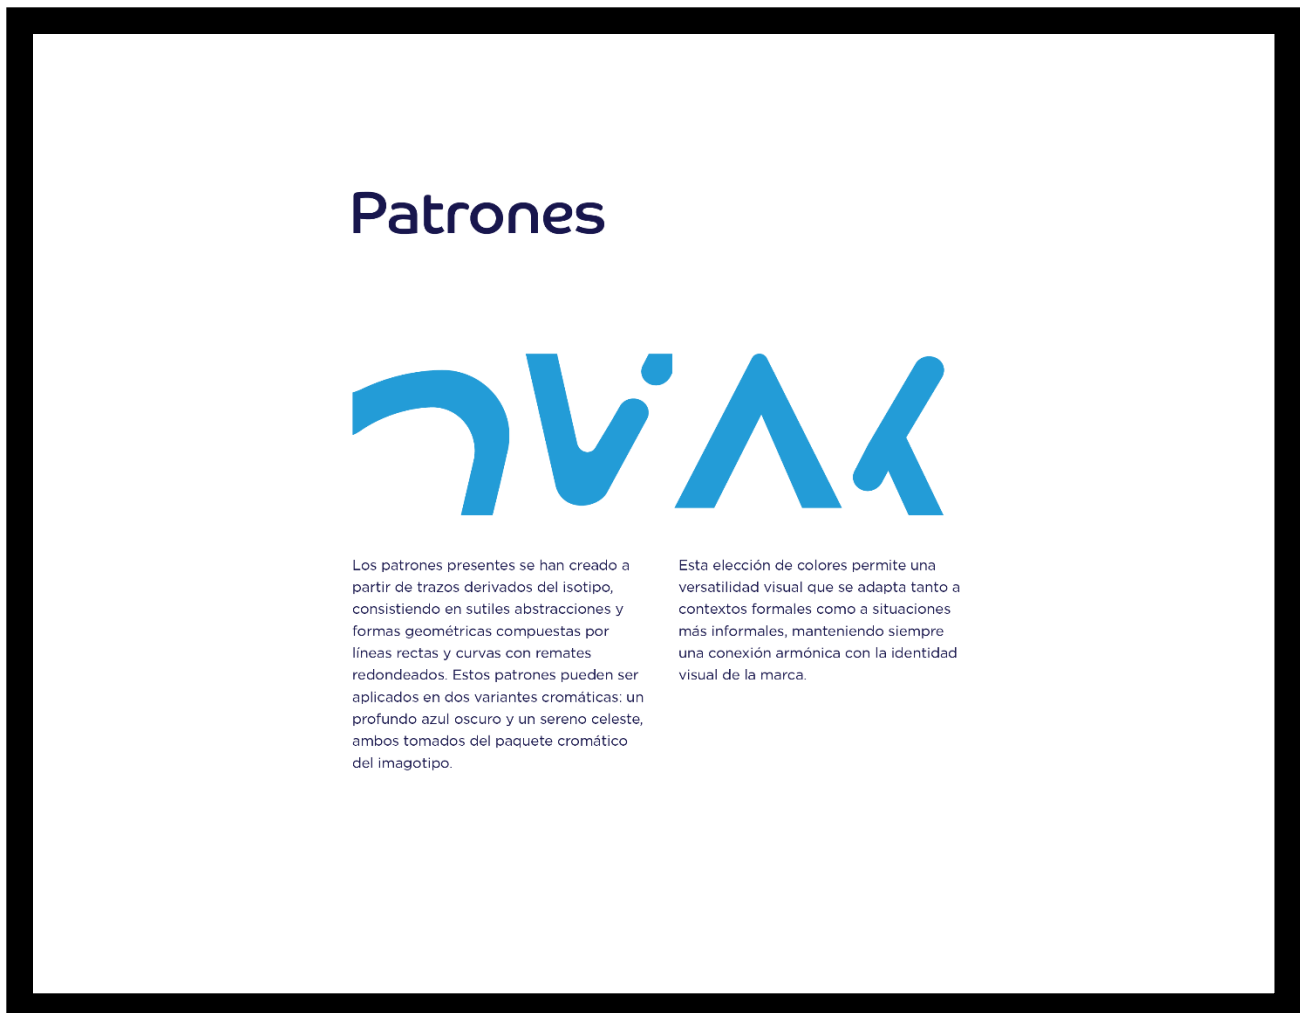 Patrones
Los patrones presentes se han creado a
partir de trazos derivados del isotipo,
consistiendo en sutiles abstracciones y
formas geométricas compuestas por
líneas rectas y curvas con remates
redondeados. Estos patrones pueden ser
aplicados en dos variantes cromáticas: un
profundo azul oscuro y un sereno celeste,
ambos tomados del paquete cromático
del imagotipo.
Esta elección de colores permite una
versatilidad visual que se adapta tanto a
contextos formales como a situaciones
más informales, manteniendo siempre
una conexión armónica con la identidad
visual de la marca.